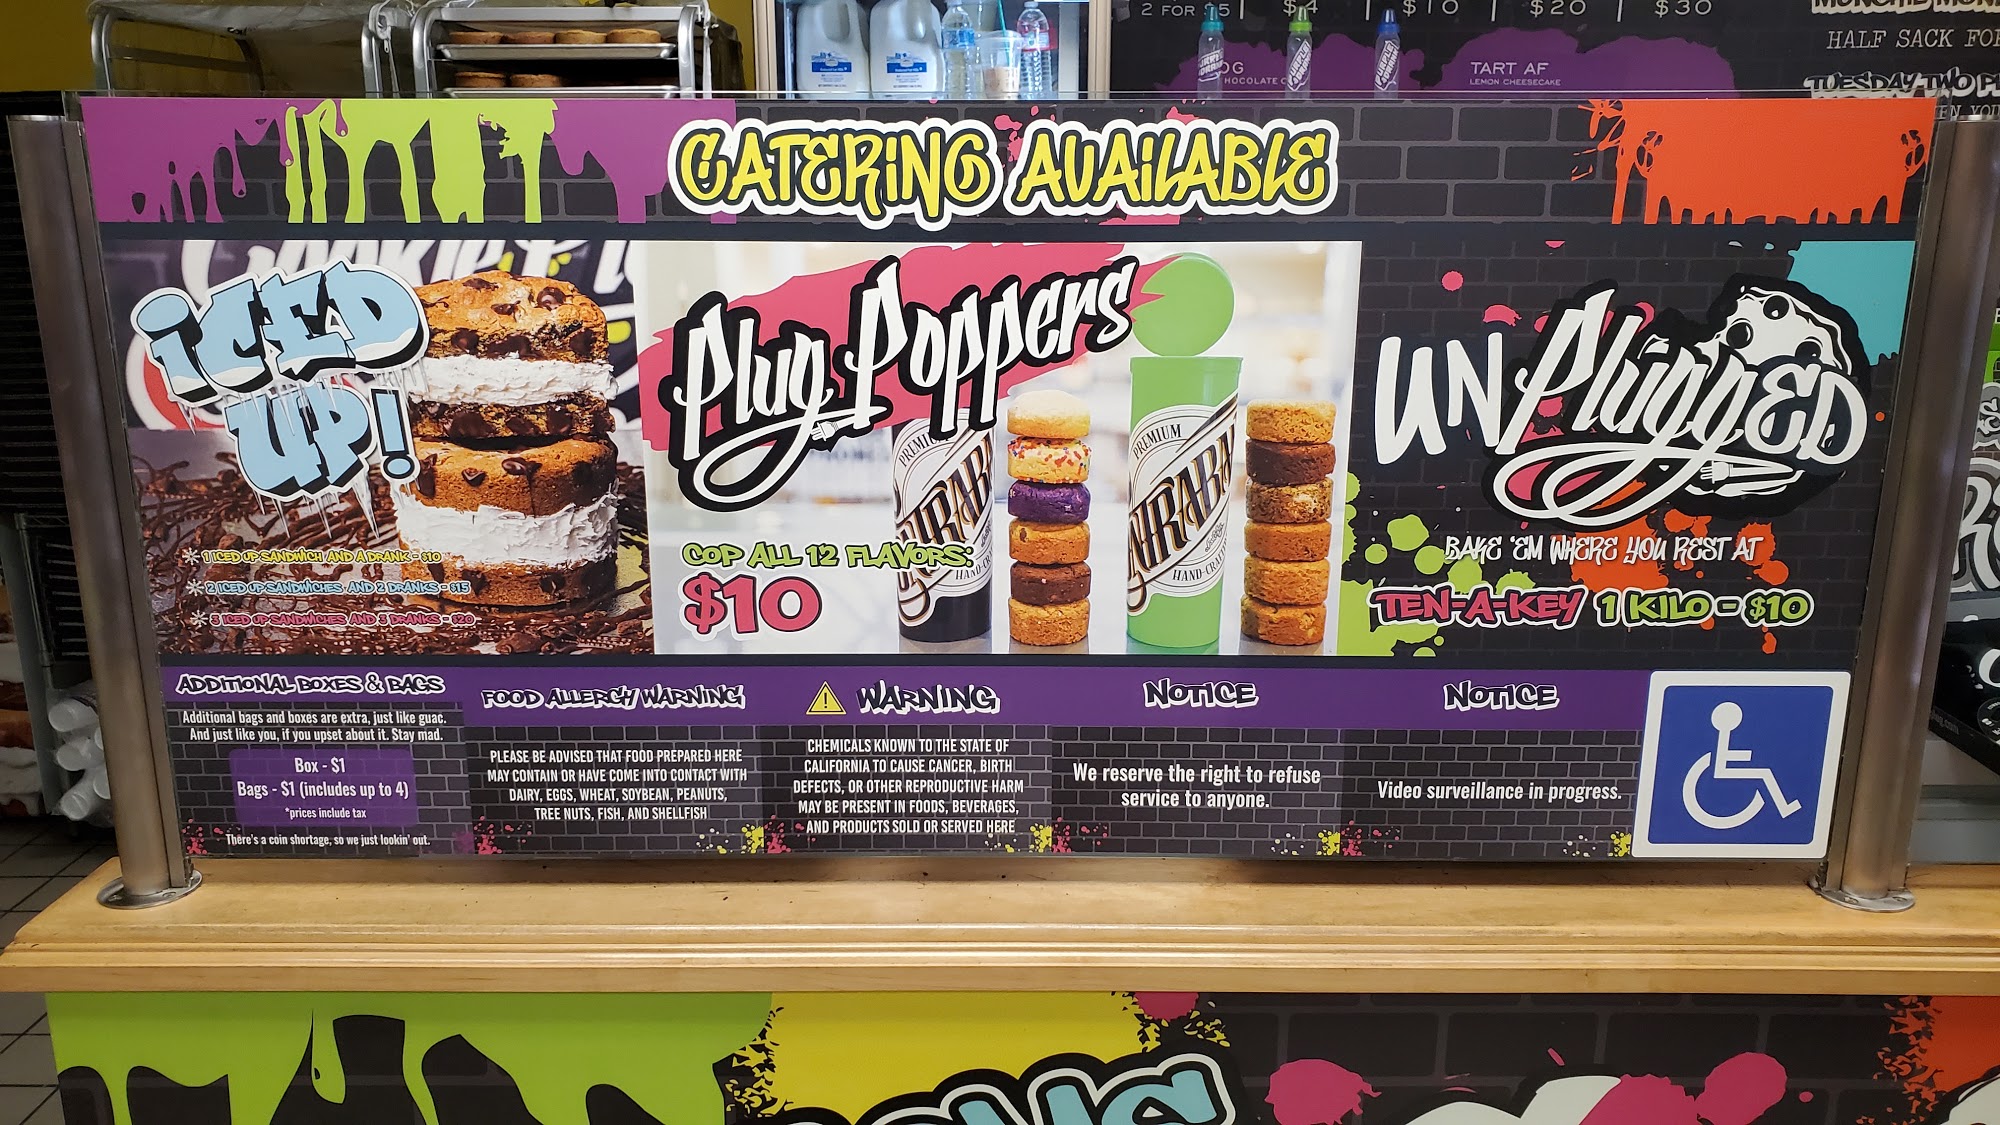 2 FOR $5
$4
$10
$20
$30
HALF SACK FOR
OG
TART AF
LEMON CHEESECAKE
TUESDAY TWO
CATERING AVAILABLE
ICED
UP!
* 1 ICED UP SANDWICH AND A DRANK - $10
* 2 ICED UP SANDWICHES AND 2 DRANKS - $15
* 3 ICED UP SANDWICHES AND 3 DRANKS - $20
Plug Poppers
COP ALL 12 FLAVORS:
$10
PREMIUM
HAND-CRA
PREMIUM
HAND-CRA
UNPluggED
BAKE 'EM WHERE YOU REST AT
TEN-A-KEY 1 KILO - $10
ADDITIONAL BOXES & BAGS
Additional bags and boxes are extra, just like guac.
And just like you, if you upset about it. Stay mad.
Box - $1
Bags - $1 (includes up to 4)
*prices include tax
There's a coin shortage, so we just lookin' out.
FOOD ALLERGY WARNING
PLEASE BE ADVISED THAT FOOD PREPARED HERE
MAY CONTAIN OR HAVE COME INTO CONTACT WITH
DAIRY, EGGS, WHEAT, SOYBEAN, PEANUTS,
TREE NUTS, FISH, AND SHELLFISH
WARNING
CHEMICALS KNOWN TO THE STATE OF
CALIFORNIA TO CAUSE CANCER, BIRTH
DEFECTS, OR OTHER REPRODUCTIVE HARM
MAY BE PRESENT IN FOODS, BEVERAGES,
AND PRODUCTS SOLD OR SERVED HERE
NOTICE
We reserve the right to refuse
service to anyone.
NOTICE
Video surveillance in progress.